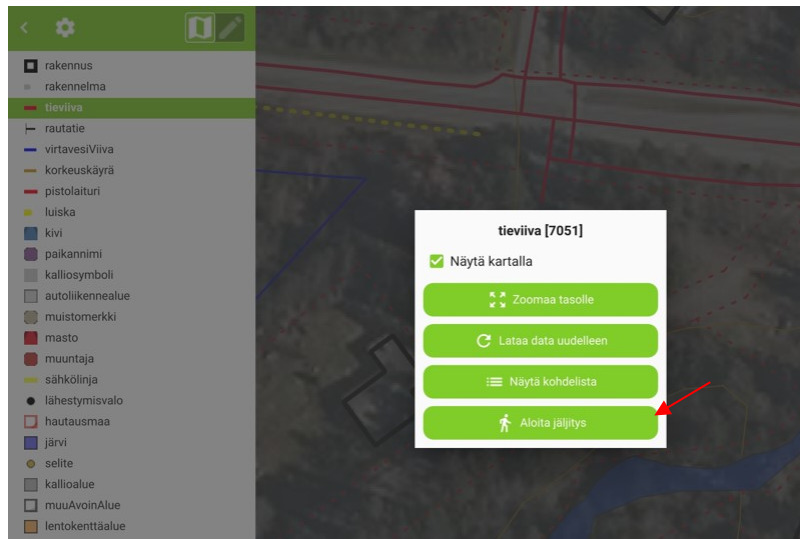 rakennus
rakennelma
tieviiva
rautatie
virtavesiViiva
korkeuskäyrä
pistolaituri
luiska
kivi
paikannimi
kalliosymboli
autoliikennealue
muistomerkki
masto
muuntaja
sähkölinja
lähestymisvalo
hautausmaa
järvi
selite
kallioalue
muuAvoinAlue
lentokenttäalue
tieviiva [7051]
Näytä kartalla
Zoomaa tasolle
Lataa data uudelleen
Näytä kohdelista
Aloita jäljitys